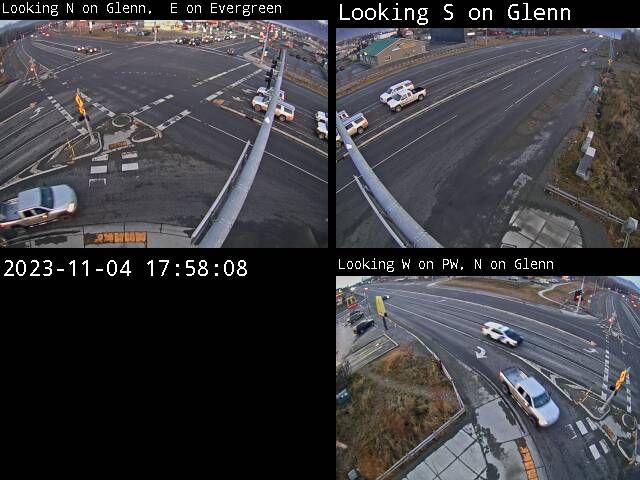 Looking N on Glenn, E on Evergreen
Looking S on Glenn
2023-11-04 17:58:08
Looking W on PW, N on Glenn